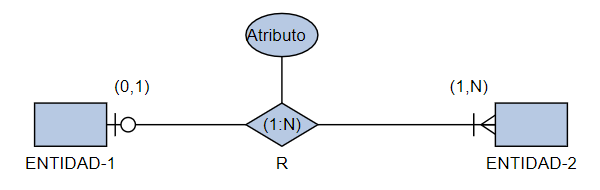 Atributo
(0,1)
(1,N)
(1:N)
ENTIDAD-1
R
ENTIDAD-2